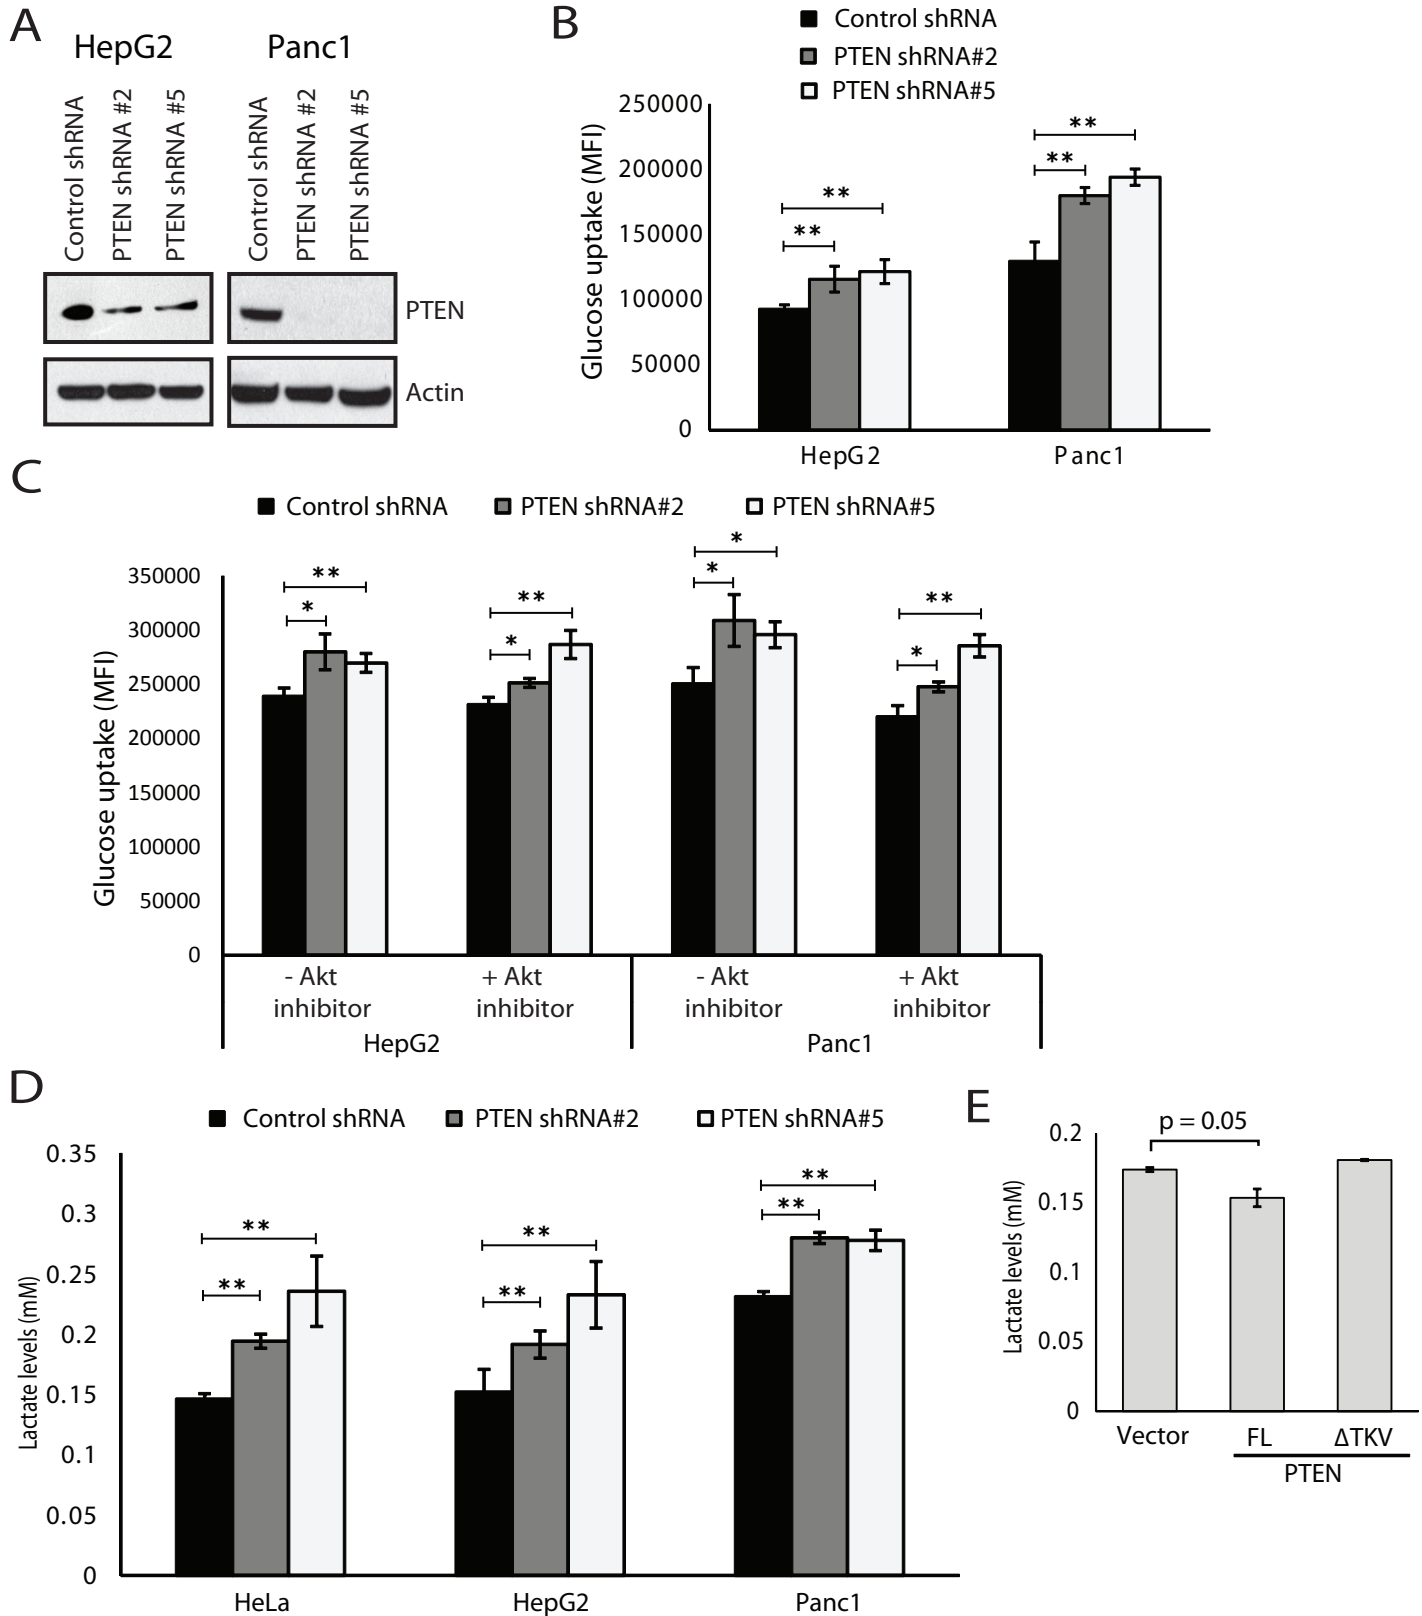 A
HepG2
Panc1
Control shRNA
PTEN shRNA #2
PTEN shRNA #5
Control shRNA
PTEN shRNA #2
PTEN shRNA #5
PTEN
Actin
B
Control shRNA
PTEN shRNA#2
PTEN shRNA#5
Glucose uptake (MFI)
250000
200000
150000
100000
50000
0
**
**
**
**
HepG2
Panc1
C
Control shRNA
PTEN shRNA#2
PTEN shRNA#5
Glucose uptake (MFI)
350000
300000
250000
200000
150000
100000
50000
0
**
*
**
*
*
*
**
*
- Akt
inhibitor
+ Akt
inhibitor
- Akt
inhibitor
+ Akt
inhibitor
HepG2
Panc1
D
Control shRNA
PTEN shRNA#2
PTEN shRNA#5
Lactate levels (mM)
0.35
0.3
0.25
0.2
0.15
0.1
0.05
0
**
**
**
**
**
**
HeLa
HepG2
Panc1
E
p = 0.05
Lactate levels (mM)
0.2
0.15
0.1
0.05
0
Vector
FL
ΔTKV
PTEN